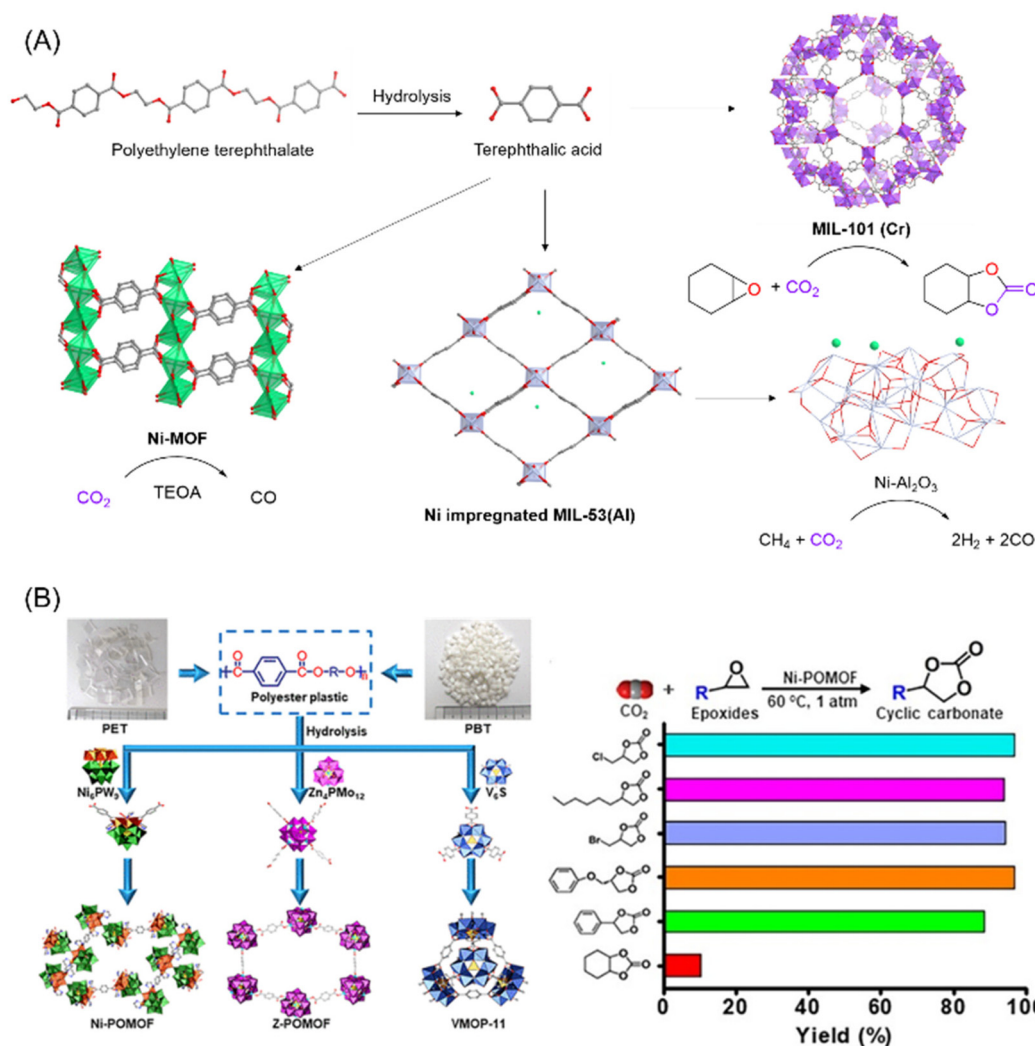 (A)
Hydrolysis
Polyethylene terephthalate
Terephthalic acid
MIL-101 (Cr)
+ CO2
O
O
O
O
Ni-MOF
CO2
TEOA
CO
Ni impregnated MIL-53(Al)
Ni-Al2O3
CH4 + CO2
2H2 + 2CO
(B)
PET
O
O
C
C
O
R
O
n
Polyester plastic
PBT
Hydrolysis
Ni6PW9
Zn4PMo12
V6S
Ni-POMOF
Z-POMOF
VMOP-11
CO2
+
R
O
Epoxides
Ni-POMOF
60 ºC, 1 atm
R
O
O
O
Cyclic carbonate
Cl
O
O
O
O
O
O
Br
O
O
O
O
O
O
O
O
O
O
O
O
O
0
20
40
60
80
100
Yield (%)